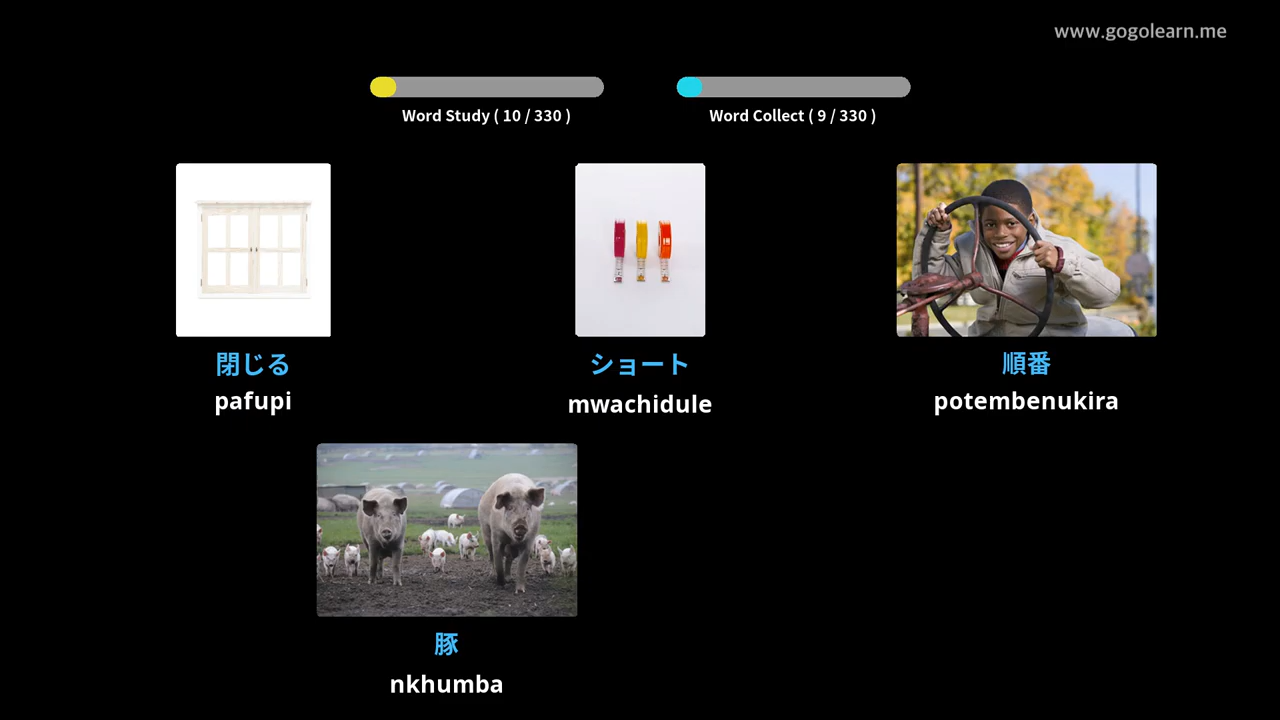 www.gogolearn.me
Word Study ( 10 / 330 )
Word Collect ( 9 / 330 )
閉じる
pafupi
ショート
mwachidule
順番
potembenukira
豚
nkhumba